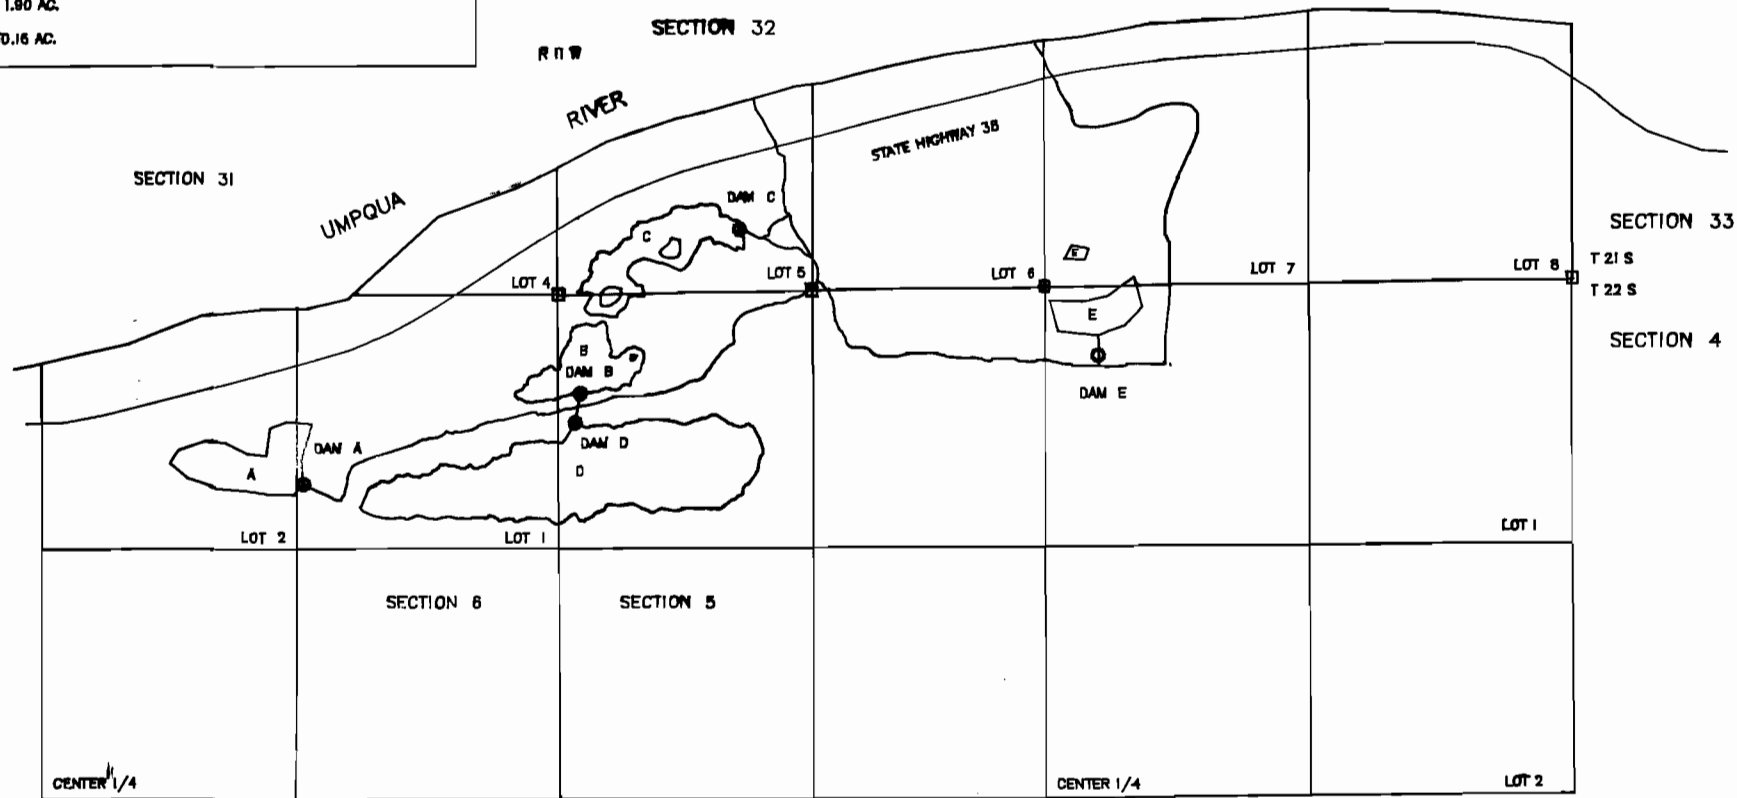 1.90 AC.
70.16 AC.
SECTION 32
R 11 W
RIVER
UMPQUA
STATE HIGHWAY 38
SECTION 31
SECTION 33
T 21 S
T 22 S
SECTION 4
DAM C
C
LOT 4
LOT 5
LOT 6
LOT 7
LOT 8
E
E
DAM E
B
B
DAM B
DAM D
D
DAM A
A
LOT 2
LOT 1
LOT 1
SECTION 6
SECTION 5
CENTER 1/4
CENTER 1/4
LOT 2